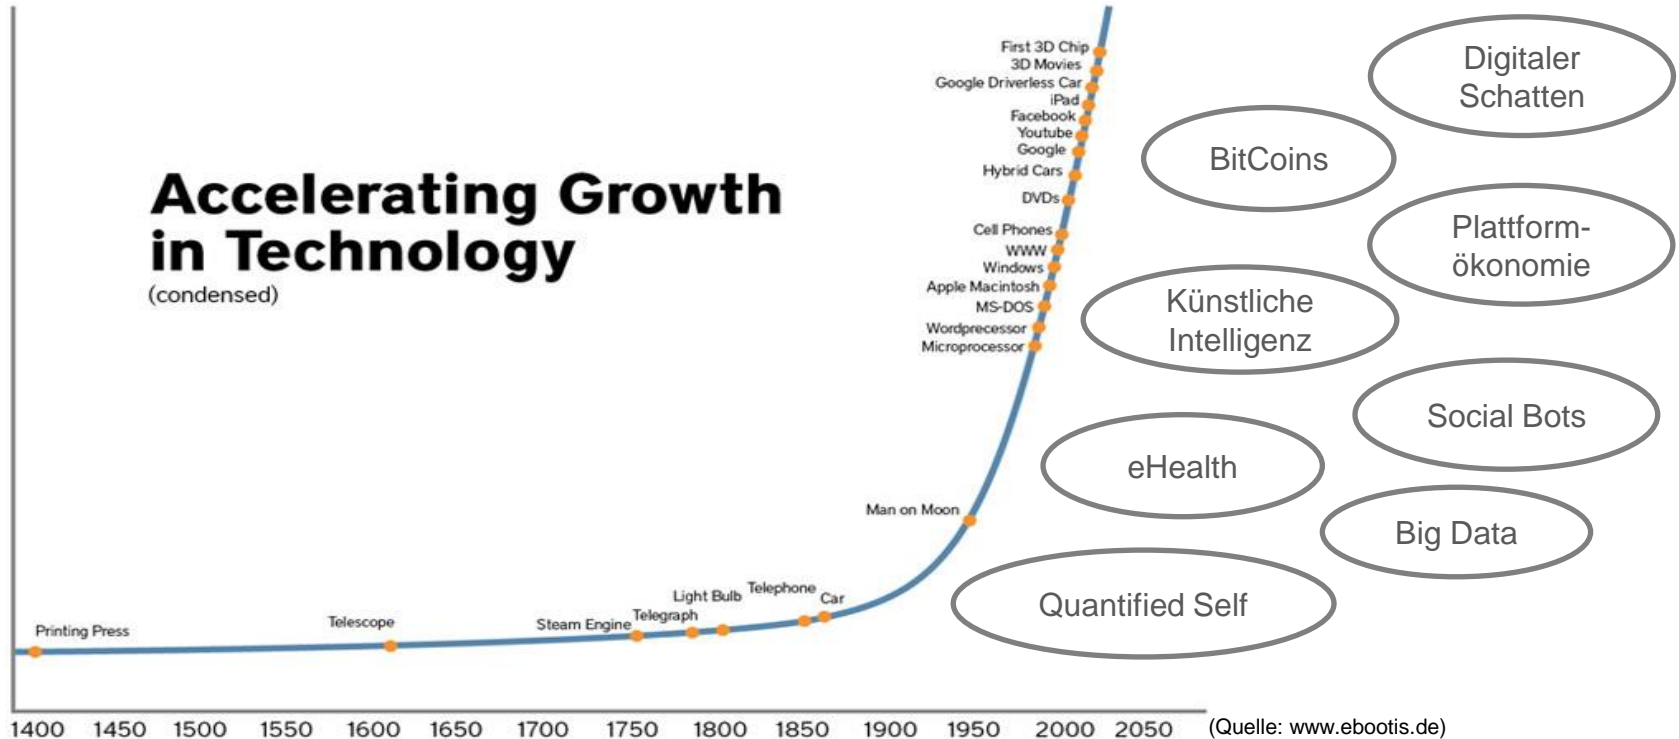 Accelerating Growth
in Technology
(condensed)
First 3D Chip
3D Movies
Google Driverless Car
iPad
Facebook
Youtube
Google
Hybrid Cars
DVDs
Cell Phones
WWW
Windows
Apple Macintosh
MS-DOS
Wordprecessor
Microprocessor
Man on Moon
Car
Telephone
Light Bulb
Telegraph
Steam Engine
Telescope
Printing Press
Digitaler
Schatten
BitCoins
Plattform-
ökonomie
Künstliche
Intelligenz
Social Bots
eHealth
Big Data
Quantified Self
1400 1450 1500 1550 1600 1650 1700 1750 1800 1850 1900 1950 2000 2050
(Quelle: www.ebootis.de)